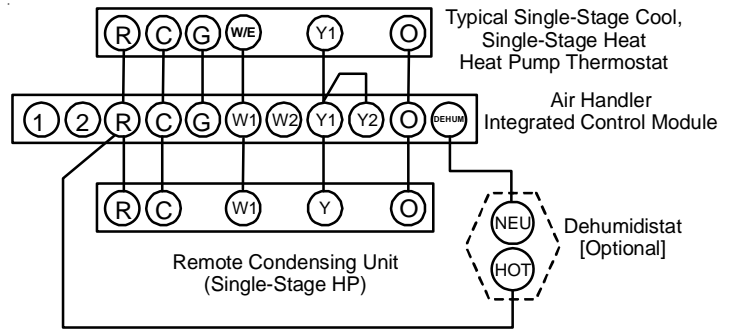 R C G W/E Y1 O
Typical Single-Stage Cool,
Single-Stage Heat
Heat Pump Thermostat
1 2 R C G W1 W2 Y1 Y2 O DEHUM
Air Handler
Integrated Control Module
R C W1 Y O
Remote Condensing Unit
(Single-Stage HP)
NEU
HOT
Dehumidistat
[Optional]